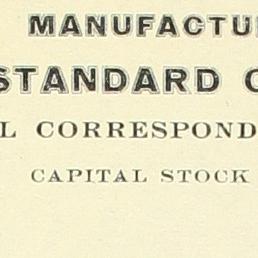 MANUFACTU
STANDARD
L CORRESPOND
CAPITAL STOCK